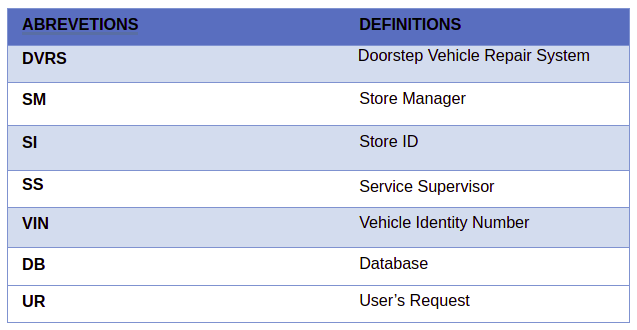 ABREVETIONS DEFINITIONS
DVRS Doorstep Vehicle Repair System
SM Store Manager
SI Store ID
SS Service Supervisor
VIN Vehicle Identity Number
DB Database
UR User’s Request